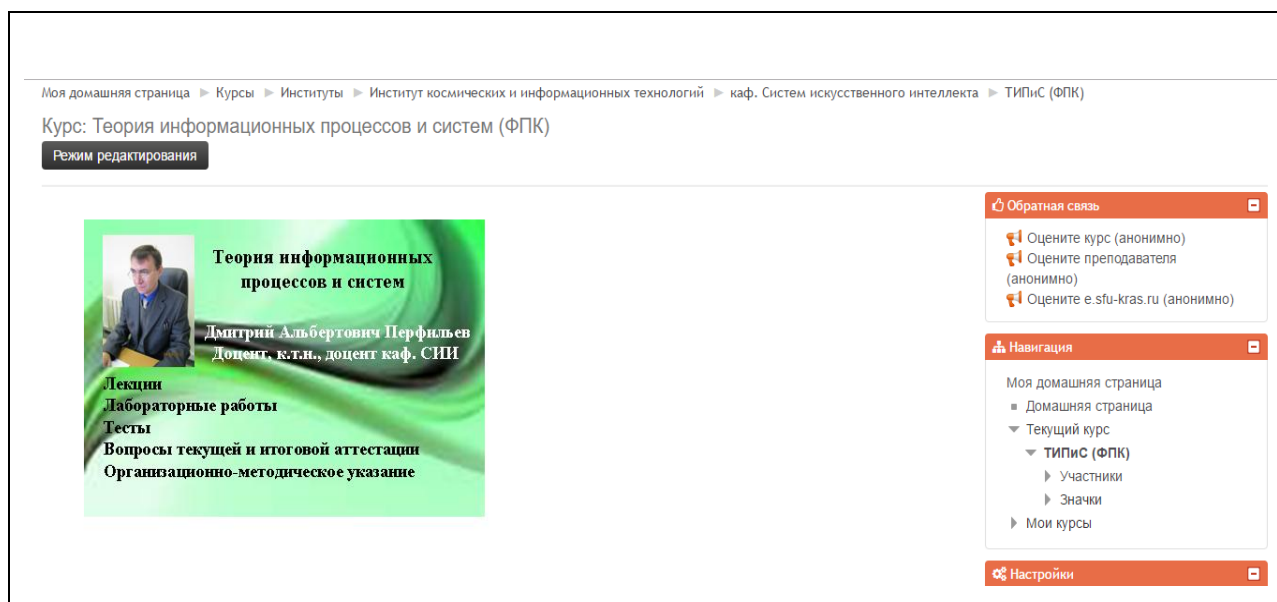 Моя домашняя страница ▶ Курсы ▶ Институты ▶ Институт космических и информационных технологий ▶ каф. Систем искусственного интеллекта ▶ ТИПиС (ФПК)
Курс: Теория информационных процессов и систем (ФПК)
Режим редактирования
Теория информационных
процессов и систем
Дмитрий Альбертович Перфильев
Доцент, к.т.н., доцент каф. СИИ
Лекции
Лабораторные работы
Тесты
Вопросы текущей и итоговой аттестации
Организационно-методическое указание
Обратная связь
Оцените курс (анонимно)
Оцените преподавателя
(анонимно)
Оцените e.sfu-kras.ru (анонимно)
Навигация
Моя домашняя страница
Домашняя страница
Текущий курс
ТИПиС (ФПК)
Участники
Значки
Мои курсы
Настройки